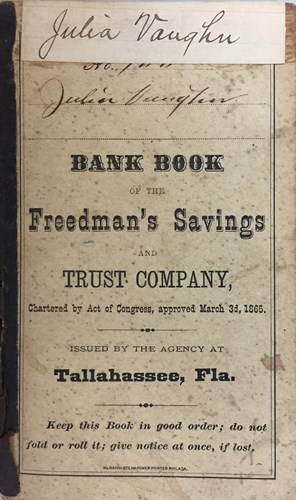 Julia Vaughn
No.
Julia Vaughn
BANK BOOK
OF THE
Freedman's Savings
AND
TRUST COMPANY,
Chartered by Act of Congress, approved March 3d, 1865.
ISSUED BY THE AGENCY AT
Tallahassee, Fla.
Keep this Book in good order; do not
fold or roll it; give notice at once, if lost.